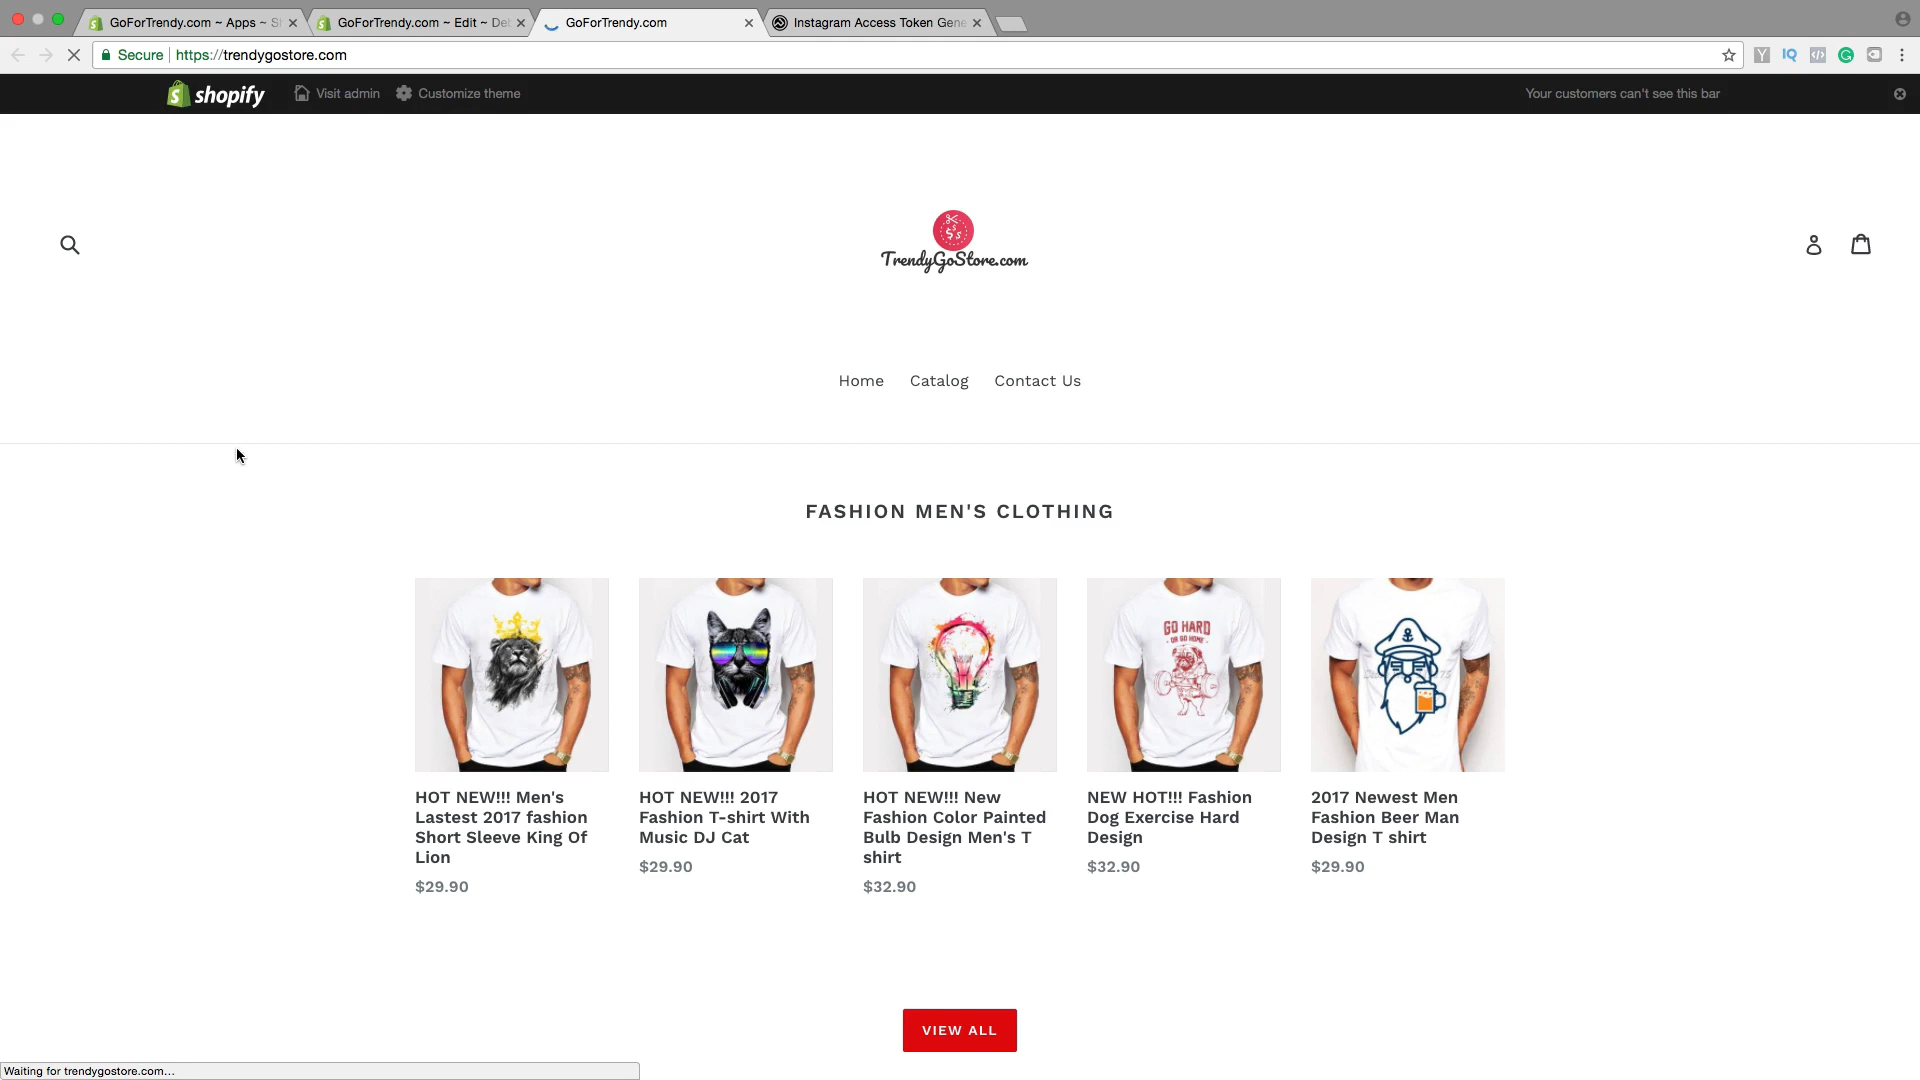 GoForTrendy.com ~ Apps ~ S
GoForTrendy.com ~ Edit ~ De
GoForTrendy.com
Instagram Access Token Gene
Secure
https://trendygostore.com
shopify
Visit admin
Customize theme
Your customers can't see this bar
TrendyGoStore.com
Home
Catalog
Contact Us
FASHION MEN'S CLOTHING
GO HARD
OR GO HOME
HOT NEW!!! Men's
Lastest 2017 fashion
Short Sleeve King Of
Lion
$29.90
HOT NEW!!! 2017
Fashion T-shirt With
Music DJ Cat
$29.90
HOT NEW!!! New
Fashion Color Painted
Bulb Design Men's T
shirt
$32.90
NEW HOT!!! Fashion
Dog Exercise Hard
Design
$32.90
2017 Newest Men
Fashion Beer Man
Design T shirt
$29.90
VIEW ALL
Waiting for trendygostore.com...